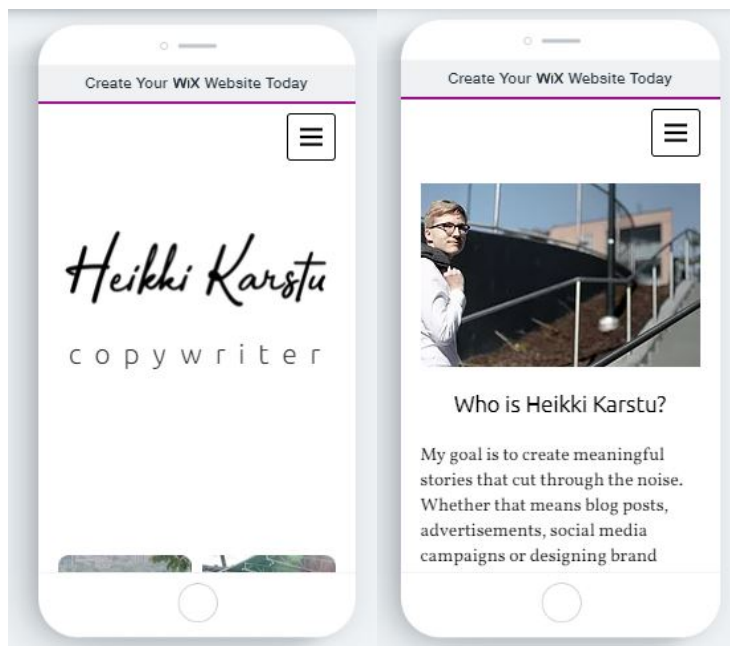 Create Your WiX Website Today
Heikki Karstu
copywriter
Create Your WiX Website Today
Who is Heikki Karstu?
My goal is to create meaningful
stories that cut through the noise.
Whether that means blog posts,
advertisements, social media
campaigns or designing brand